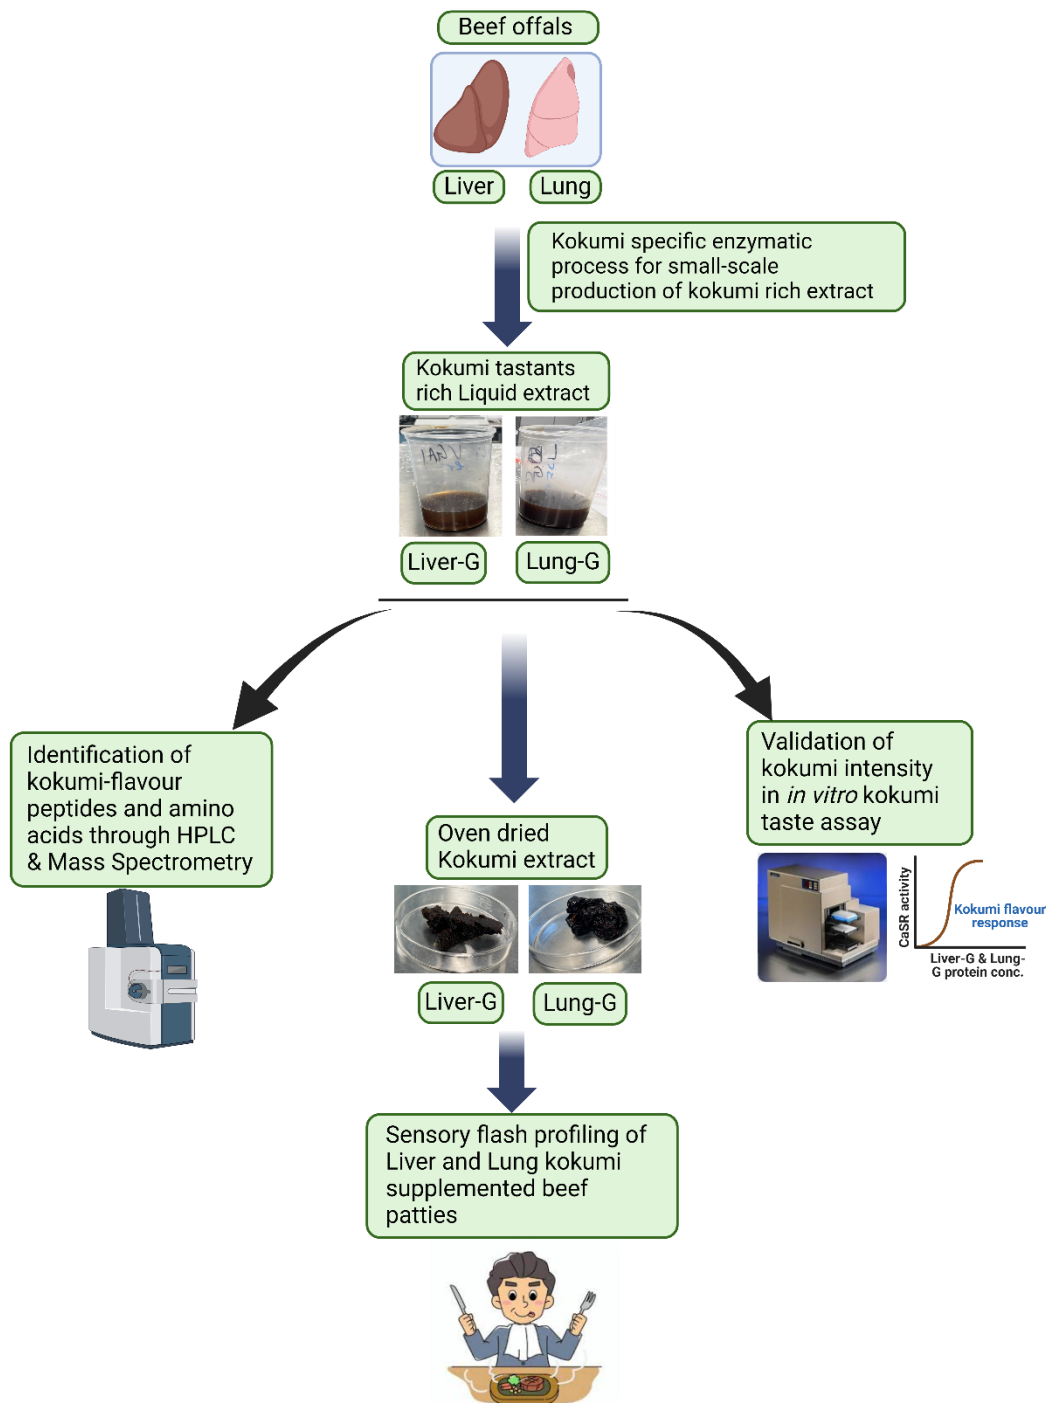 Beef offals
Liver
Lung
Kokumi specific enzymatic
process for small-scale
production of kokumi rich extract
Kokumi tastants
rich Liquid extract
Liver-G
Lung-G
Identification of
kokumi-flavour
peptides and amino
acids through HPLC
& Mass Spectrometry
Oven dried
Kokumi extract
Liver-G
Lung-G
Validation of
kokumi intensity
in in vitro kokumi
taste assay
CaSR activity
Kokumi flavour
response
Liver-G & Lung-
G protein conc.
Sensory flash profiling of
Liver and Lung kokumi
supplemented beef
patties